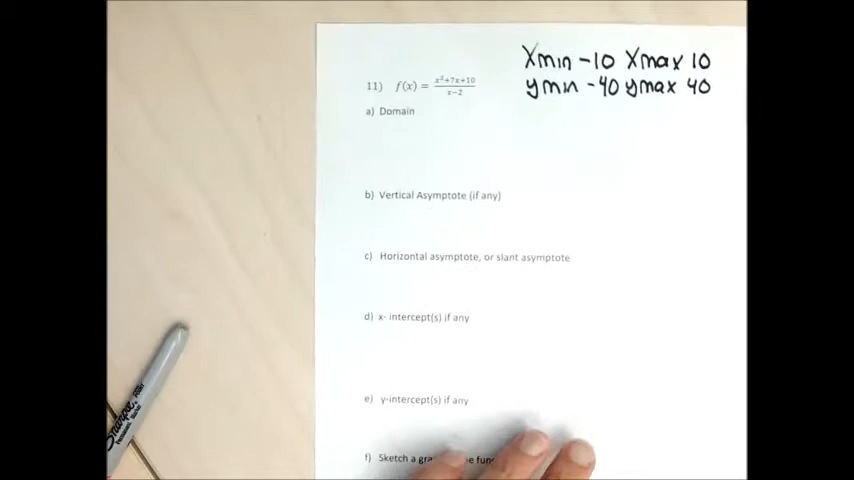 Xmin -10 Xmax 10
ymin -40 ymax 40
11) f(x) = x²+7x+10 / x-2
a) Domain
b) Vertical Asymptote (if any)
c) Horizontal asymptote, or slant asymptote
d) x- intercept(s) if any
e) y-intercept(s) if any
f) Sketch a
Sharpie